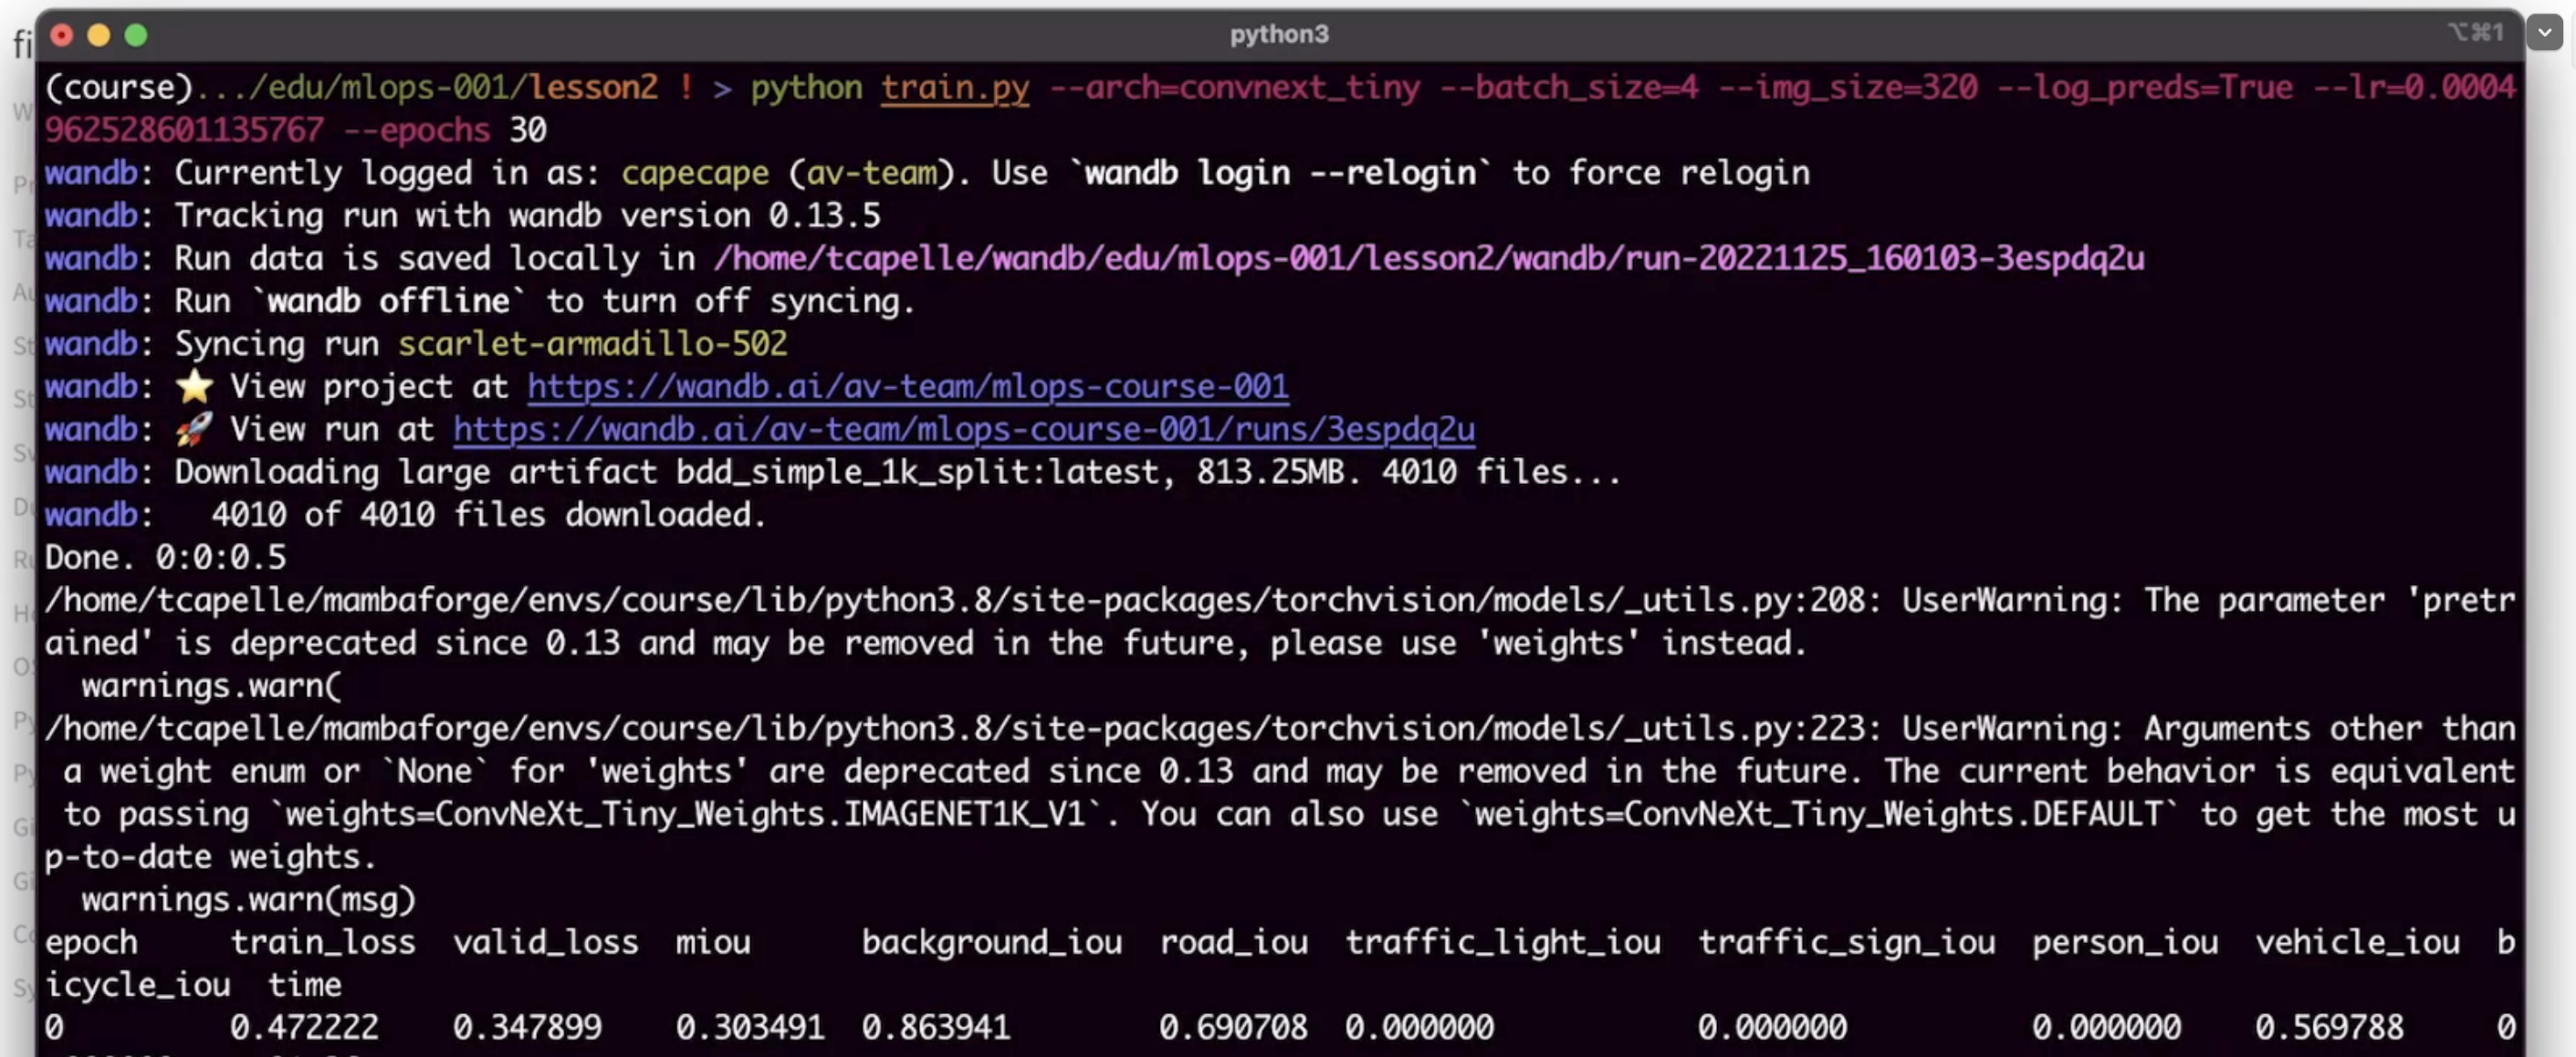 python3
⌥⌘1
(course).../edu/mlops-001/lesson2 ! > python train.py --arch=convnext_tiny --batch_size=4 --img_size=320 --log_preds=True --lr=0.0004
962528601135767 --epochs 30
wandb: Currently logged in as: capecape (av-team). Use `wandb login --relogin` to force relogin
wandb: Tracking run with wandb version 0.13.5
wandb: Run data is saved locally in /home/tcapelle/wandb/edu/mlops-001/lesson2/wandb/run-20221125_160103-3espdq2u
wandb: Run `wandb offline` to turn off syncing.
wandb: Syncing run scarlet-armadillo-502
wandb: ⭐ View project at https://wandb.ai/av-team/mlops-course-001
wandb: 🚀 View run at https://wandb.ai/av-team/mlops-course-001/runs/3espdq2u
wandb: Downloading large artifact bdd_simple_1k_split:latest, 813.25MB. 4010 files...
wandb:   4010 of 4010 files downloaded.
Done. 0:0:0.5
/home/tcapelle/mambaforge/envs/course/lib/python3.8/site-packages/torchvision/models/_utils.py:208: UserWarning: The parameter 'pretr
ained' is deprecated since 0.13 and may be removed in the future, please use 'weights' instead.
  warnings.warn(
/home/tcapelle/mambaforge/envs/course/lib/python3.8/site-packages/torchvision/models/_utils.py:223: UserWarning: Arguments other than
 a weight enum or `None` for 'weights' are deprecated since 0.13 and may be removed in the future. The current behavior is equivalent
 to passing `weights=ConvNeXt_Tiny_Weights.IMAGENET1K_V1`. You can also use `weights=ConvNeXt_Tiny_Weights.DEFAULT` to get the most u
p-to-date weights.
  warnings.warn(msg)
epoch     train_loss  valid_loss  miou      background_iou  road_iou  traffic_light_iou  traffic_sign_iou  person_iou  vehicle_iou  b
icycle_iou  time
0         0.472222    0.347899    0.303491  0.863941        0.690708  0.000000           0.000000          0.000000    0.569788     0